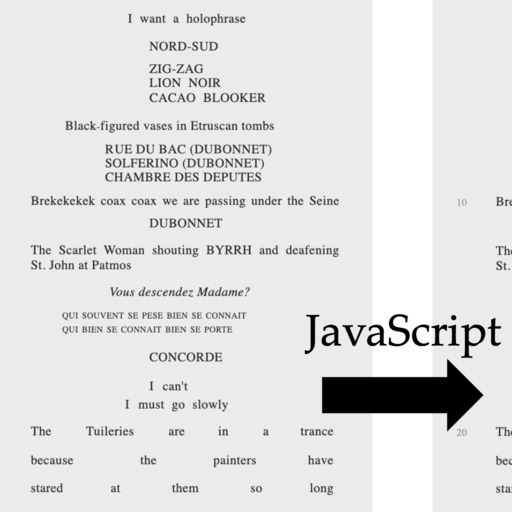 I want a holophrase
NORD-SUD
ZIG-ZAG
LION NOIR
CACAO BLOOKER
Black-figured vases in Etruscan tombs
RUE DU BAC (DUBONNET)
SOLFERINO (DUBONNET)
CHAMBRE DES DEPUTES
Brekekekek coax coax we are passing under the Seine
DUBONNET
The Scarlet Woman shouting BYRRH and deafening
St. John at Patmos
Vous descendez Madame?
QUI SOUVENT SE PESE BIEN SE CONNAIT
QUI BIEN SE CONNAIT BIEN SE PORTE
CONCORDE
I can't
I must go slowly
The Tuileries are in a trance
because the painters have
stared at them so long
JavaScript
10 Bre
The
St.
20 The
bec
sta